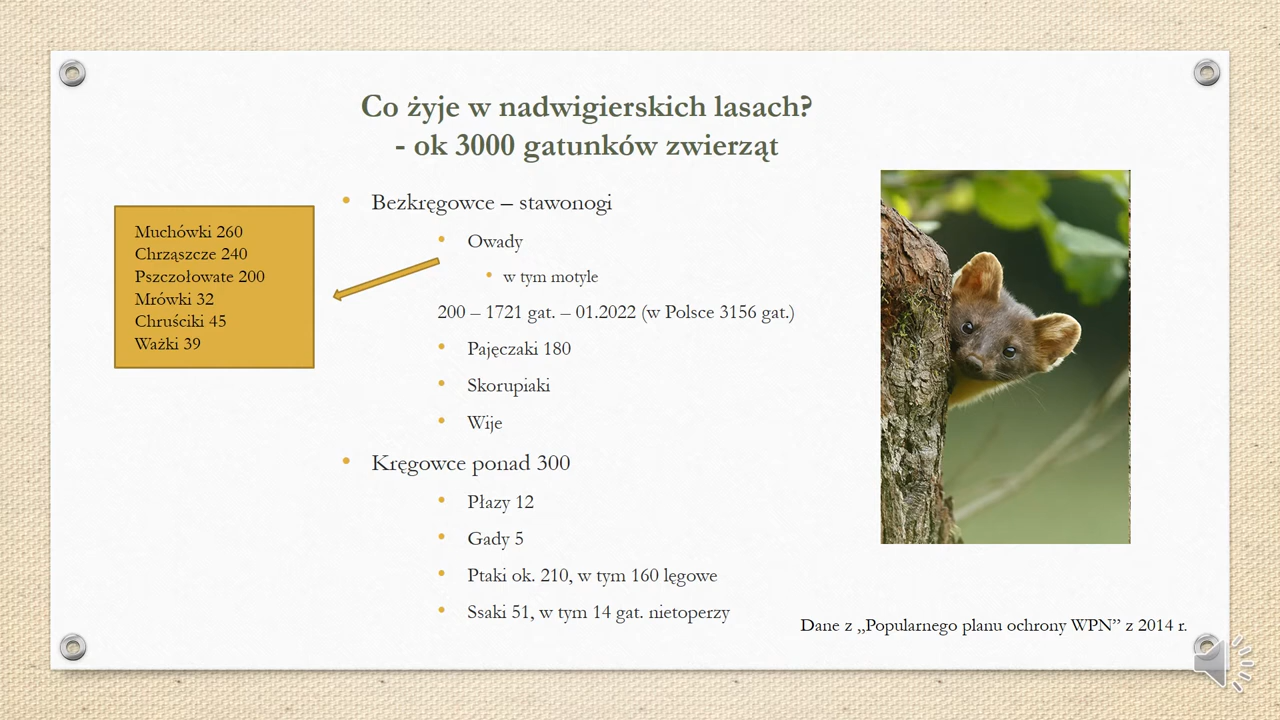 Co żyje w nadwigierskich lasach?
- ok 3000 gatunków zwierząt
Muchówki 260
Chrząszcze 240
Pszczołowate 200
Mrówki 32
Chruściki 45
Ważki 39
• Bezkręgowce – stawonogi
• Owady
• w tym motyle
200 – 1721 gat. – 01.2022 (w Polsce 3156 gat.)
• Pajęczaki 180
• Skorupiaki
• Wije
• Kręgowce ponad 300
• Płazy 12
• Gady 5
• Ptaki ok. 210, w tym 160 lęgowe
• Ssaki 51, w tym 14 gat. nietoperzy
Dane z „Popularnego planu ochrony WPN” z 2014 r.